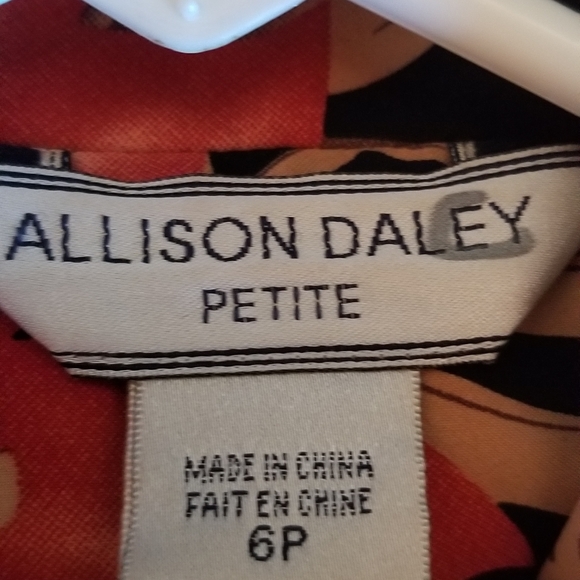 ALLISON DALEY
PETITE
MADE IN CHINA
FAIT EN CHINE
6P